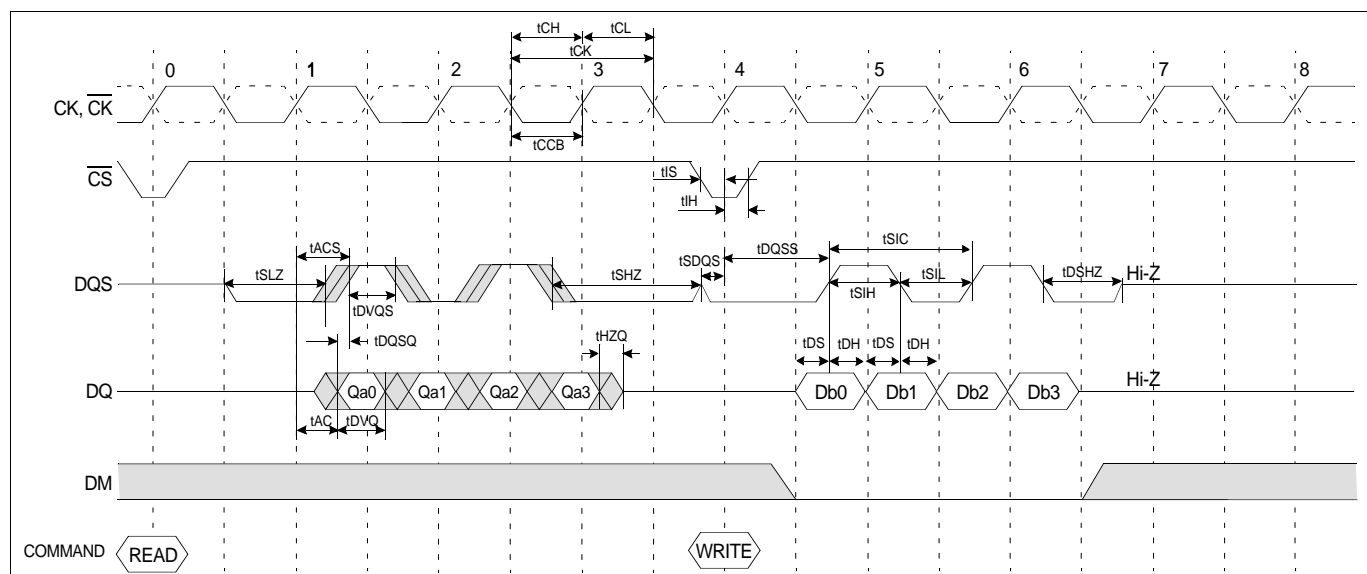 tCH tCL
tCK
0 1 2 3 4 5 6 7 8
CK, CK
tCCB
CS
tIS
tIH
tACS
tSDQS
tDQSS
tSIC
DQS
tSLZ
tSHZ
tSIH
tSIL
tDSHZ
Hi-Z
tDVQS
tDQSQ
tHZQ
tDS tDH tDS tDH
DQ
Qa0 Qa1 Qa2 Qa3
Db0 Db1 Db2 Db3
Hi-Z
tAC tDVQ
DM
COMMAND READ WRITE